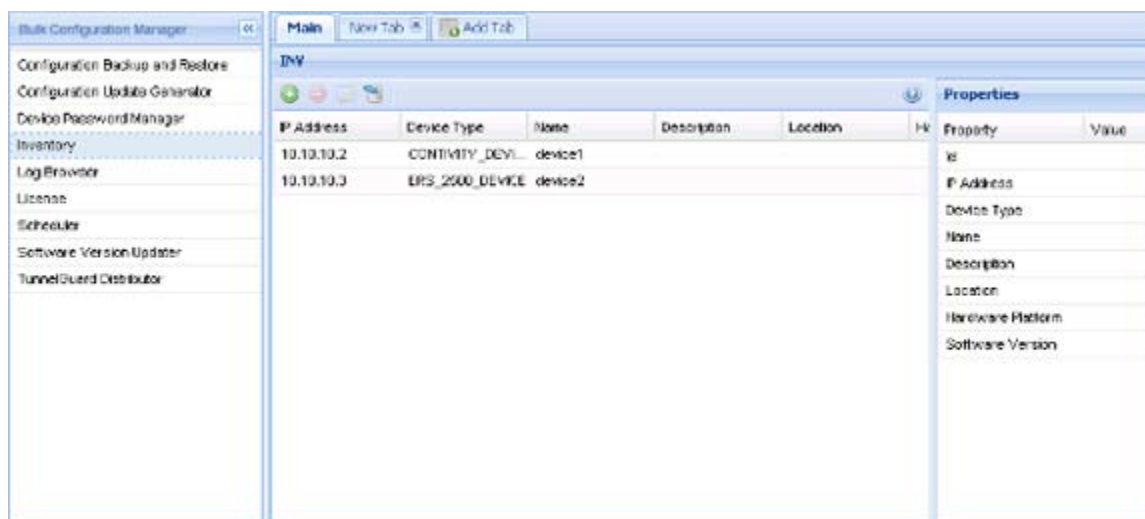 Bulk Configuration Manager
Configuration Backup and Restore
Configuration Update Generator
Device Password Manager
Inventory
Log Browser
License
Scheduler
Software Version Updater
TunnelGuard Distributor
Main New Tab Add Tab
INV
IP Address Device Type Name Description Location
10.10.10.2 CONTIVITY_DEVI... device1
10.10.10.3 device2
Properties
Property Value
Id
IP Address
Device Type
Name
Description
Location
Hardware Platform
Software Version